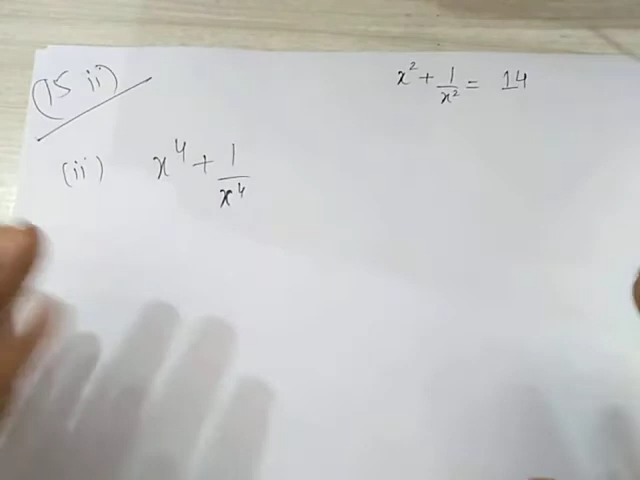 (15 ii)
x² + 1/x² = 14
(ii) x⁴ + 1/x⁴